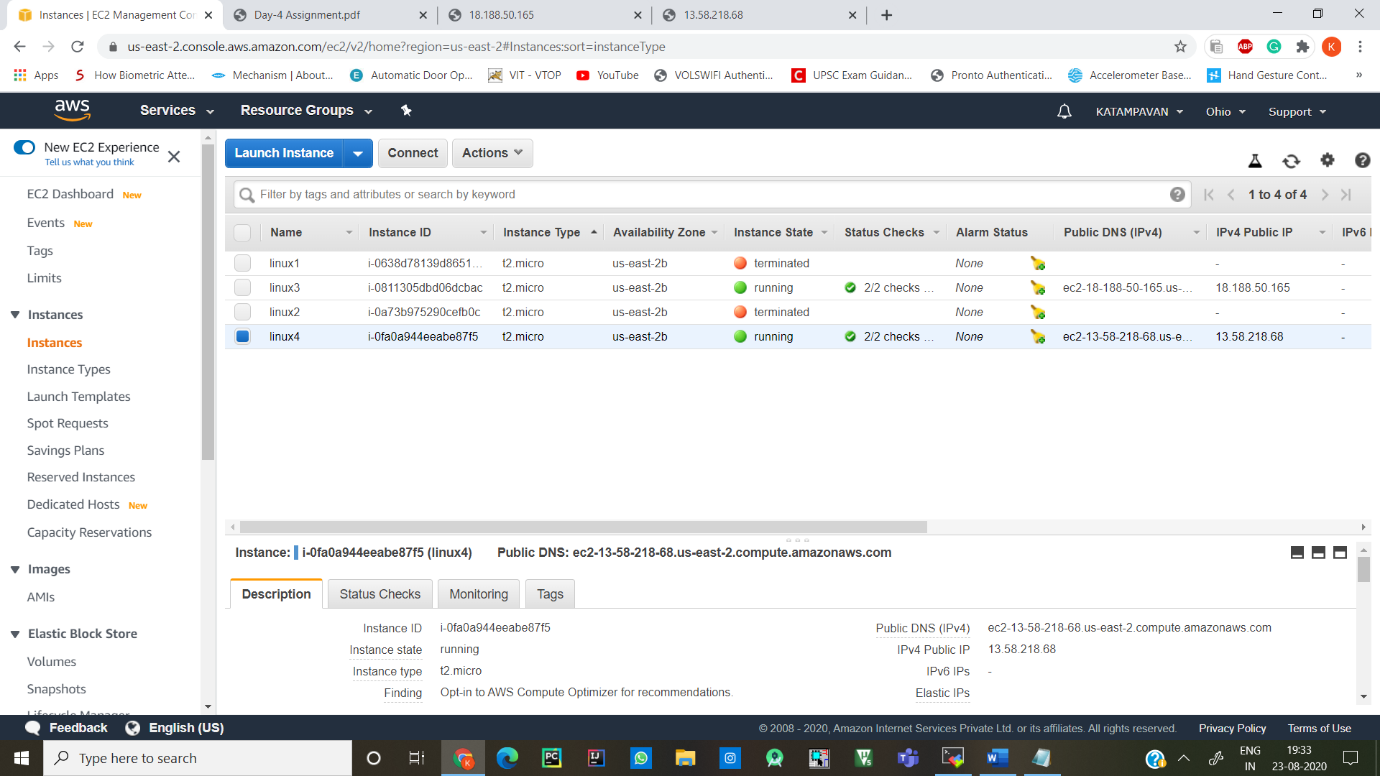 Instances | EC2 Management Con
Day-4 Assignment.pdf
18.188.50.165
13.58.218.68
us-east-2.console.aws.amazon.com/ec2/v2/home?region=us-east-2#Instances:sort=instanceType
ABP
G
K
Apps
S How Biometric Atte...
Mechanism | About...
E Automatic Door Op...
VIT - VTOP
YouTube
VOLSWIFI Authenti...
C UPSC Exam Guidan...
Pronto Authenticati...
Accelerometer Base...
Hand Gesture Cont...
»
aws Services Resource Groups KATAMPAVAN Ohio Support
New EC2 Experience
Tell us what you think
EC2 Dashboard New
Events New
Tags
Limits
Instances
Instances
Instance Types
Launch Templates
Spot Requests
Savings Plans
Reserved Instances
Dedicated Hosts New
Capacity Reservations
Images
AMIs
Elastic Block Store
Volumes
Snapshots
Lifecycle Manager
Launch Instance Connect Actions
Filter by tags and attributes or search by keyword
1 to 4 of 4
Name Instance ID Instance Type Availability Zone Instance State Status Checks Alarm Status Public DNS (IPv4) IPv4 Public IP IPv6 I
linux1 i-0638d78139d8651... t2.micro us-east-2b terminated None - -
linux3 i-0811305dbd06dcbac t2.micro us-east-2b running 2/2 checks ... None ec2-18-188-50-165.us-... 18.188.50.165 -
linux2 i-0a73b975290cefb0c t2.micro us-east-2b terminated None - -
linux4 i-0fa0a944eeabe87f5 t2.micro us-east-2b running 2/2 checks ... None ec2-13-58-218-68.us-e... 13.58.218.68 -
Instance: i-0fa0a944eeabe87f5 (linux4) Public DNS: ec2-13-58-218-68.us-east-2.compute.amazonaws.com
Description Status Checks Monitoring Tags
Instance ID i-0fa0a944eeabe87f5 Public DNS (IPv4) ec2-13-58-218-68.us-east-2.compute.amazonaws.com
Instance state running IPv4 Public IP 13.58.218.68
Instance type t2.micro IPv6 IPs -
Finding Opt-in to AWS Compute Optimizer for recommendations. Elastic IPs
Feedback English (US) © 2008 - 2020, Amazon Internet Services Private Ltd. or its affiliates. All rights reserved. Privacy Policy Terms of Use
Type here to search
ENG
IN
19:33
23-08-2020